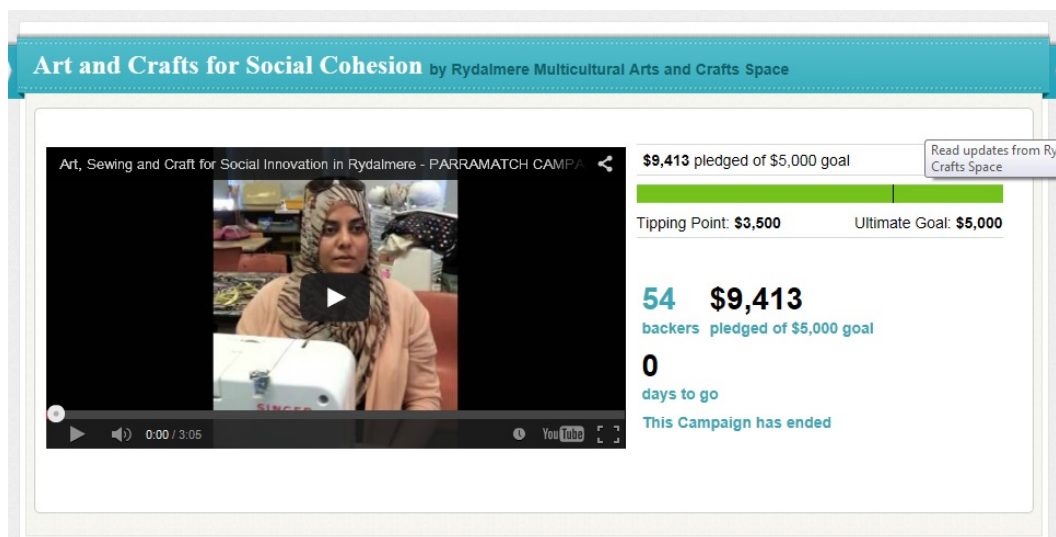 Art and Crafts for Social Cohesion by Rydalmere Multicultural Arts and Crafts Space
Art, Sewing and Craft for Social Innovation in Rydalmere - PARRAMATCH CAMPA
$9,413 pledged of $5,000 goal
Read updates from Ry
Crafts Space
Tipping Point: $3,500 Ultimate Goal: $5,000
54 $9,413
backers pledged of $5,000 goal
0
days to go
This Campaign has ended
SINGER
0:00 / 3:05
YouTube